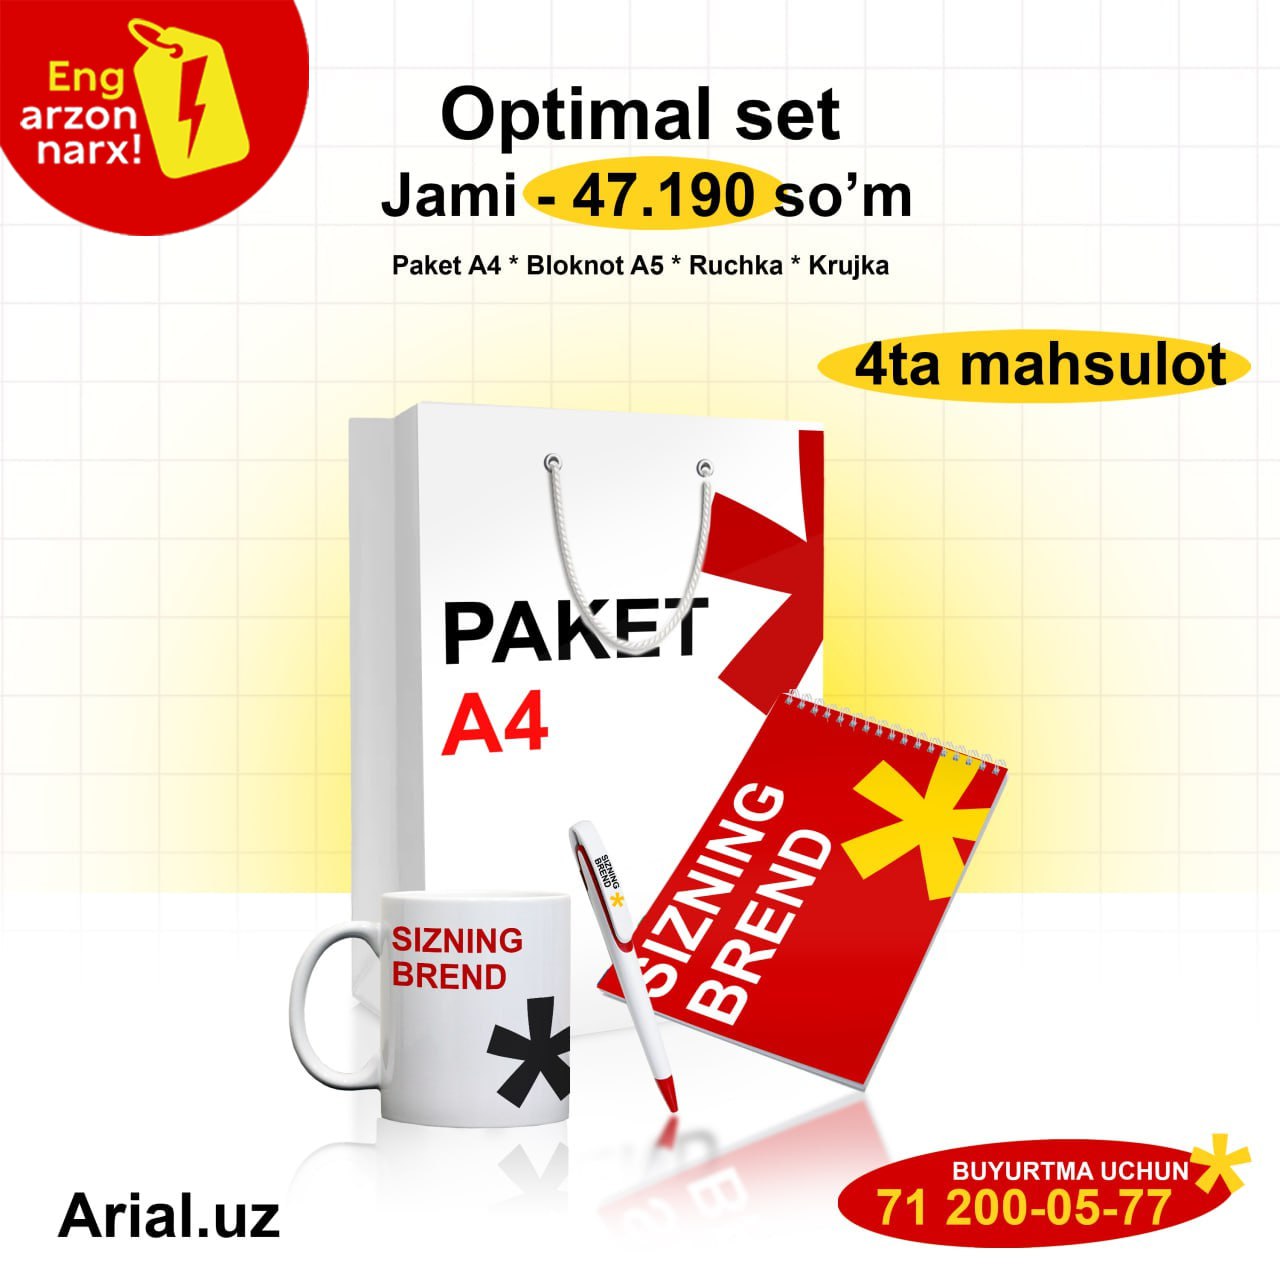 Eng
arzon
narx!
Optimal set
Jami - 47.190 so’m
Paket A4 * Bloknot A5 * Ruchka * Krujka
4ta mahsulot
PAKET
A4
SIZNING
BREND
SIZNING
BREND
SIZNING
BREND
Arial.uz
BUYURTMA UCHUN
71 200-05-77